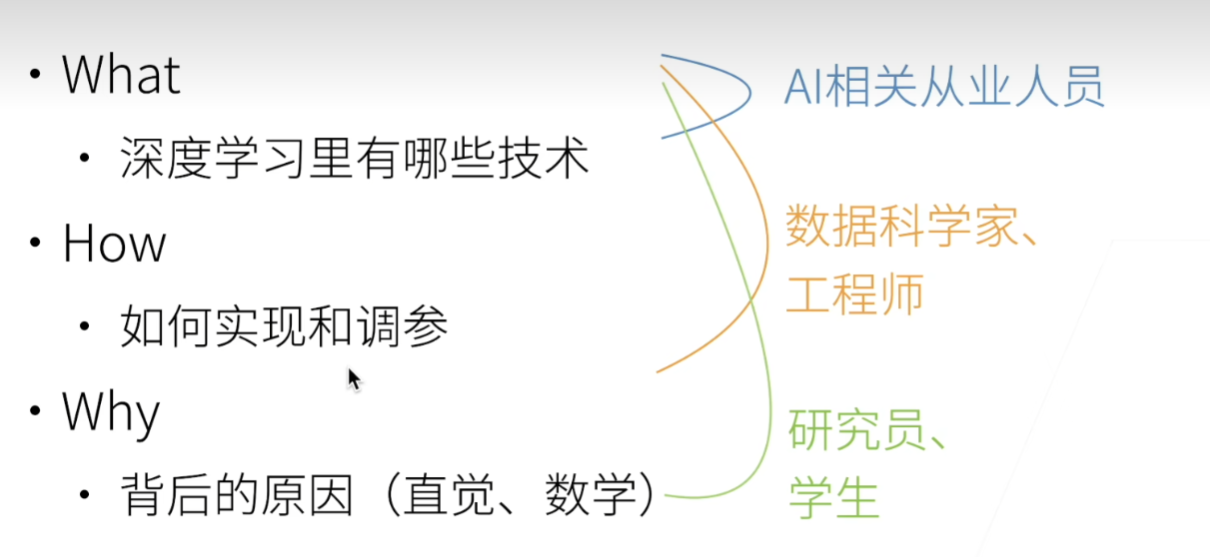 • What
• 深度学习里有哪些技术
• How
• 如何实现和调参
• Why
• 背后的原因（直觉、数学）
AI相关从业人员
数据科学家、
工程师
研究员、
学生